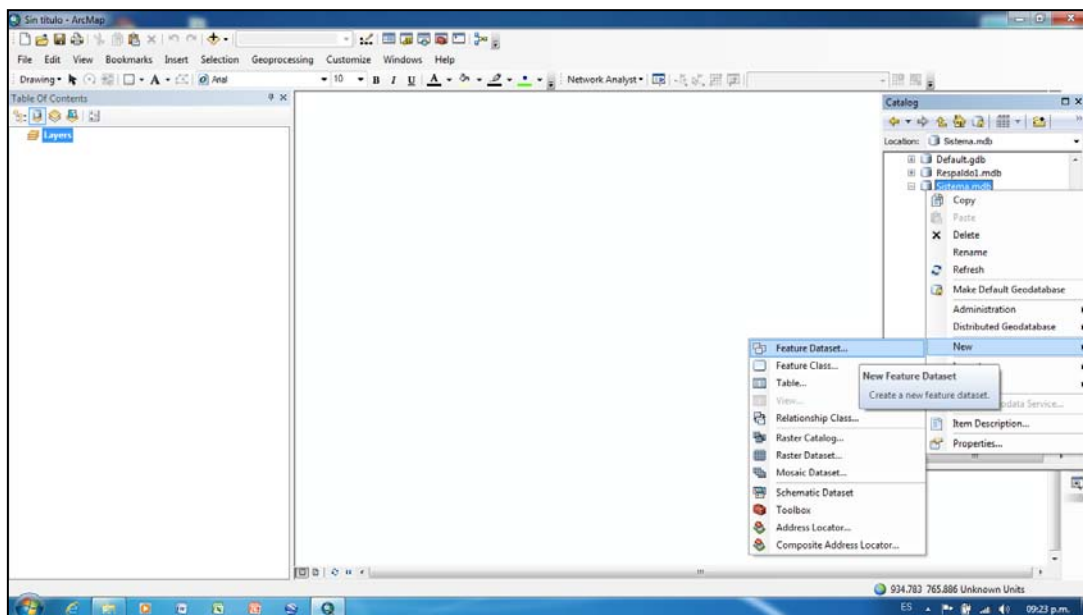 Sin título - ArcMap
File Edit View Bookmarks Insert Selection Geoprocessing Customize Windows Help
Drawing A Arial 10 B I U A Network Analyst
Table Of Contents
Layers
Catalog
Location: Sistema.mdb
Default.gdb
Respaldo1.mdb
Sistema.mdb
Copy
Paste
Delete
Rename
Refresh
Make Default Geodatabase
Administration
Distributed Geodatabase
New
Feature Dataset...
Feature Class...
New Feature Dataset
Table...
Create a new feature dataset.
View...
odata Service...
Relationship Class...
Item Description...
Raster Catalog...
Properties...
Raster Dataset...
Mosaic Dataset...
Schematic Dataset
Toolbox
Address Locator...
Composite Address Locator...
934.783 765.886 Unknown Units
ES 09:23 p.m.